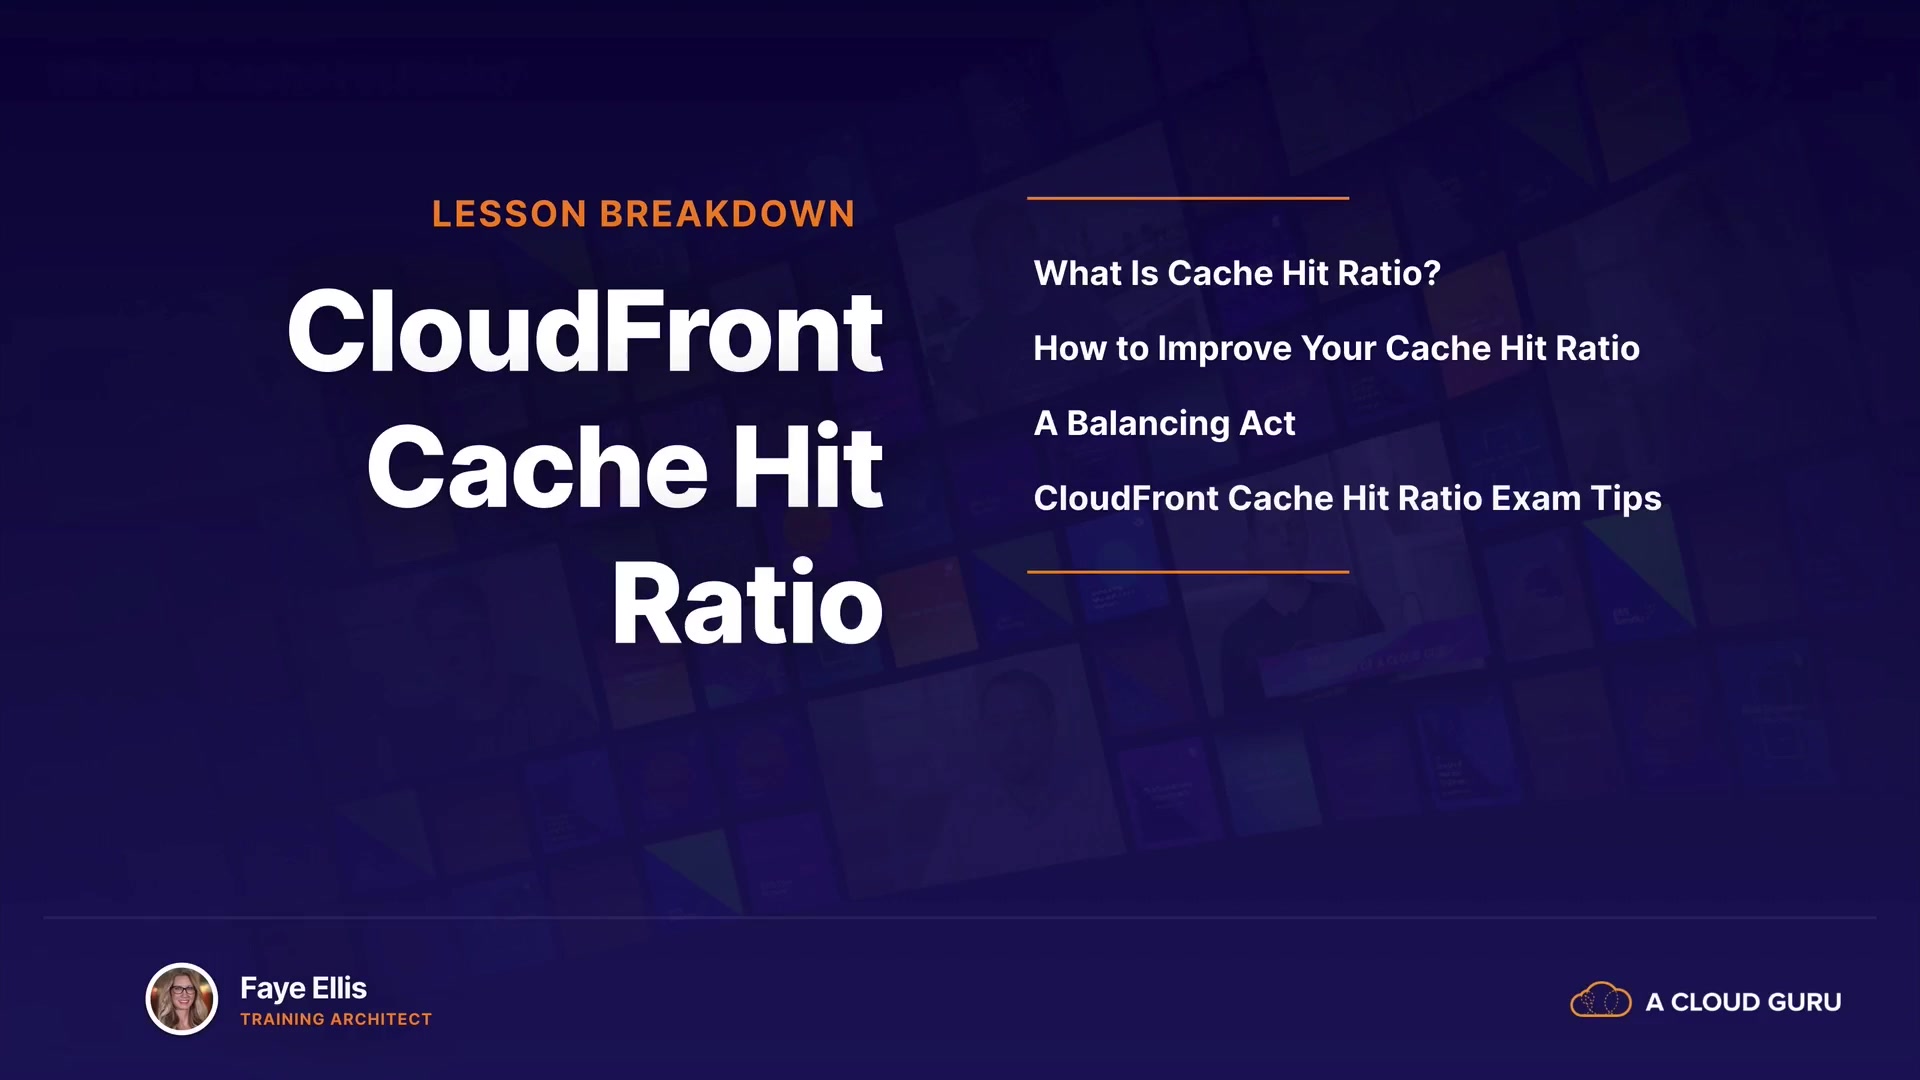 LESSON BREAKDOWN
CloudFront
Cache Hit
Ratio
What Is Cache Hit Ratio?
How to Improve Your Cache Hit Ratio
A Balancing Act
CloudFront Cache Hit Ratio Exam Tips
Faye Ellis
TRAINING ARCHITECT
A CLOUD GURU